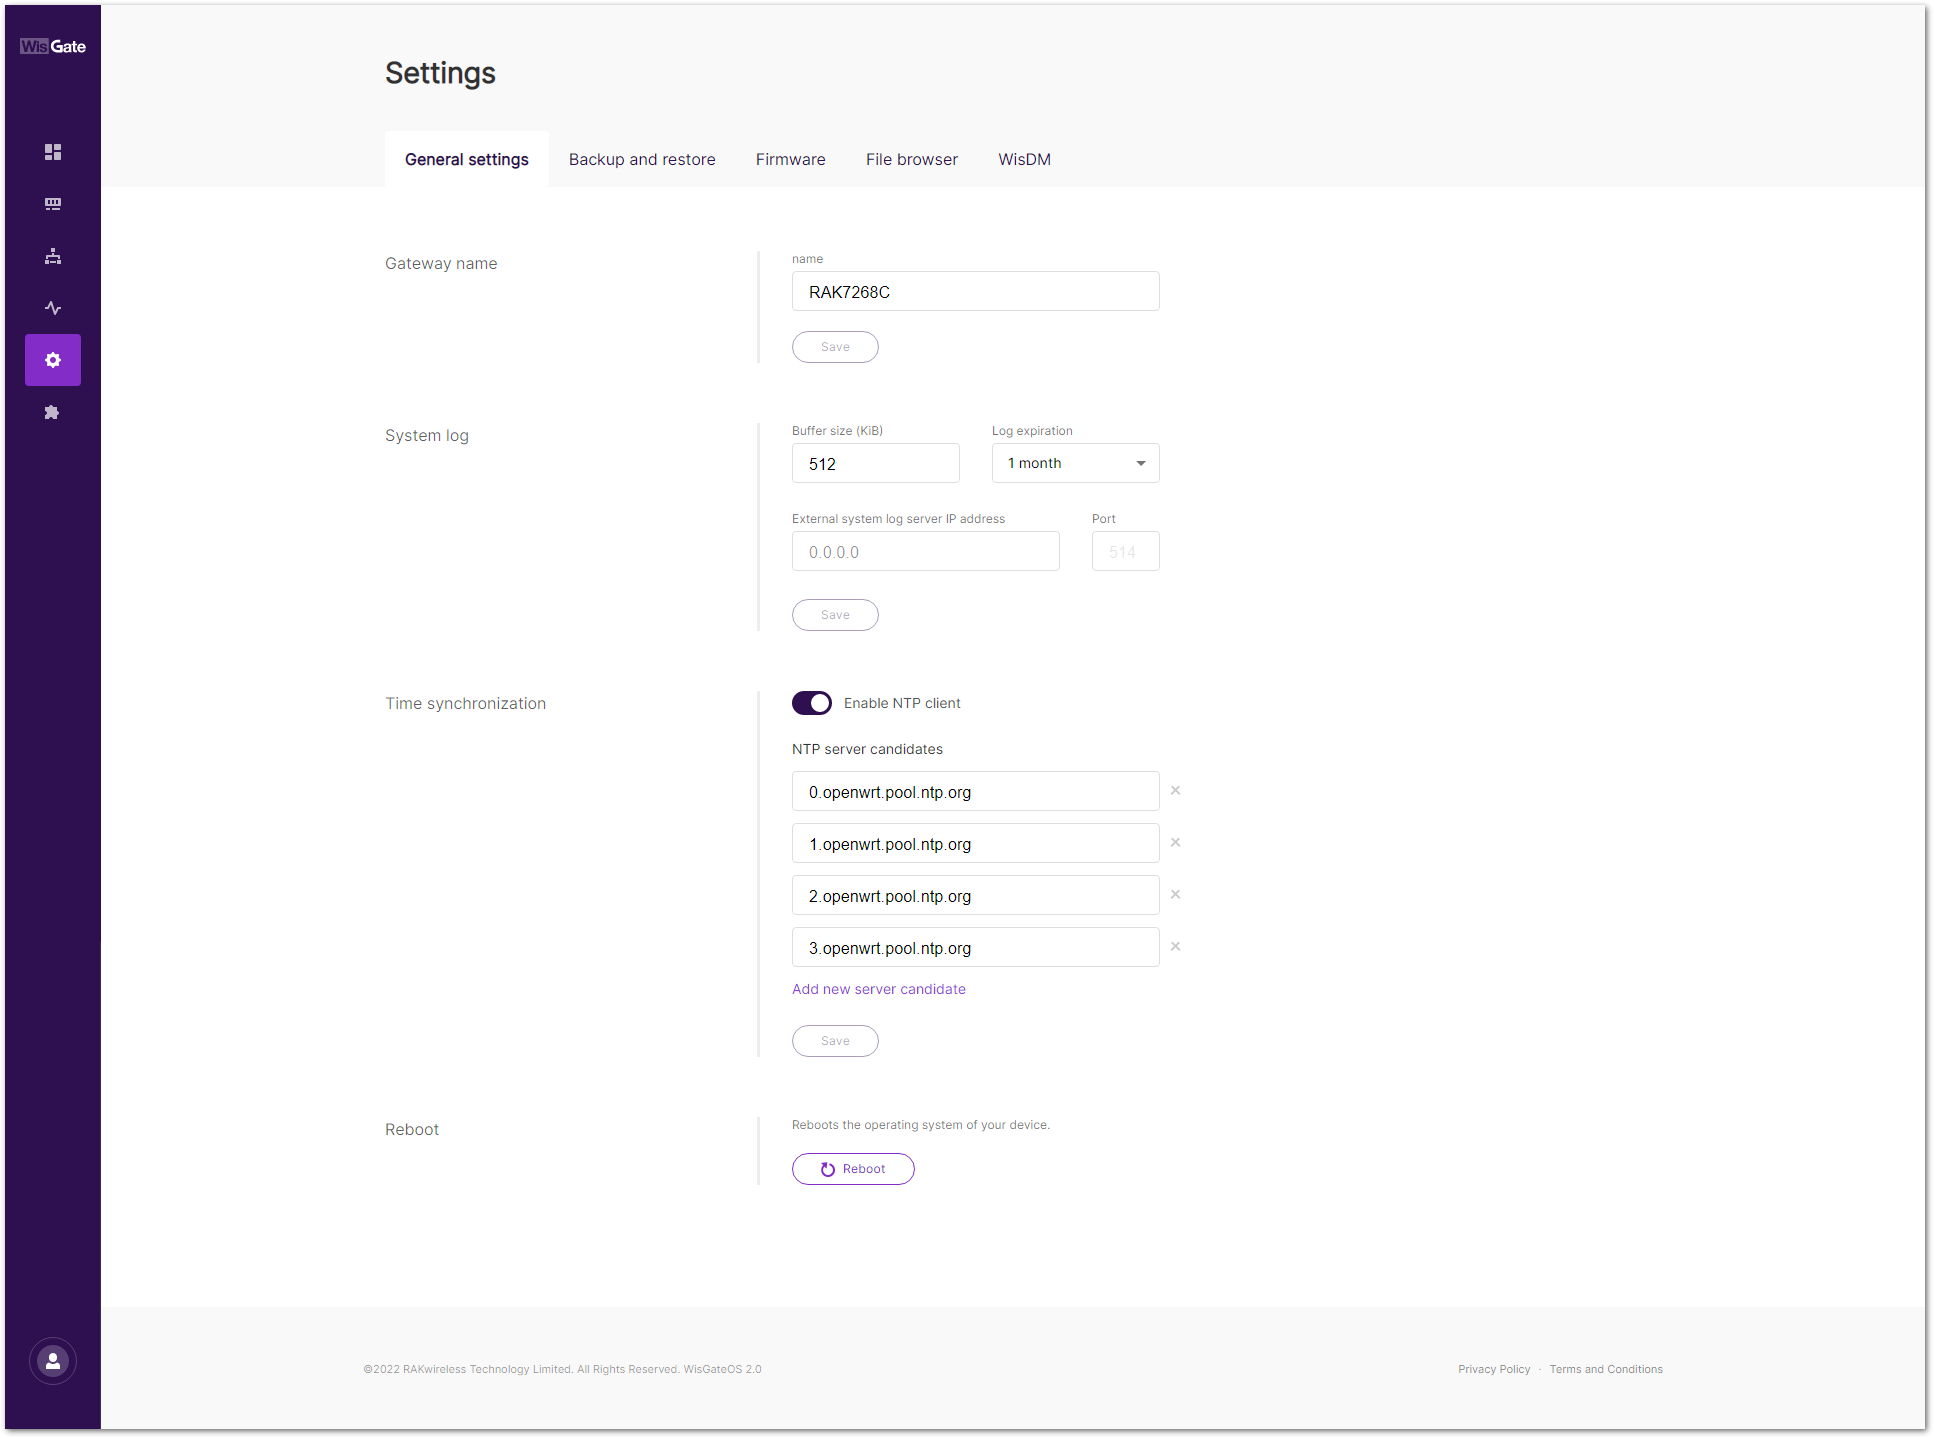 WisGate
Settings
General settings
Backup and restore
Firmware
File browser
WisDM
Gateway name
name
RAK7268C
Save
System log
Buffer size (KiB)
Log expiration
512
1 month
External system log server IP address
Port
0.0.0.0
514
Save
Time synchronization
Enable NTP client
NTP server candidates
0.openwrt.pool.ntp.org
1.openwrt.pool.ntp.org
2.openwrt.pool.ntp.org
3.openwrt.pool.ntp.org
Add new server candidate
Save
Reboot
Reboots the operating system of your device.
Reboot
©2022 RAKwireless Technology Limited. All Rights Reserved. WisGateOS 2.0
Privacy Policy - Terms and Conditions